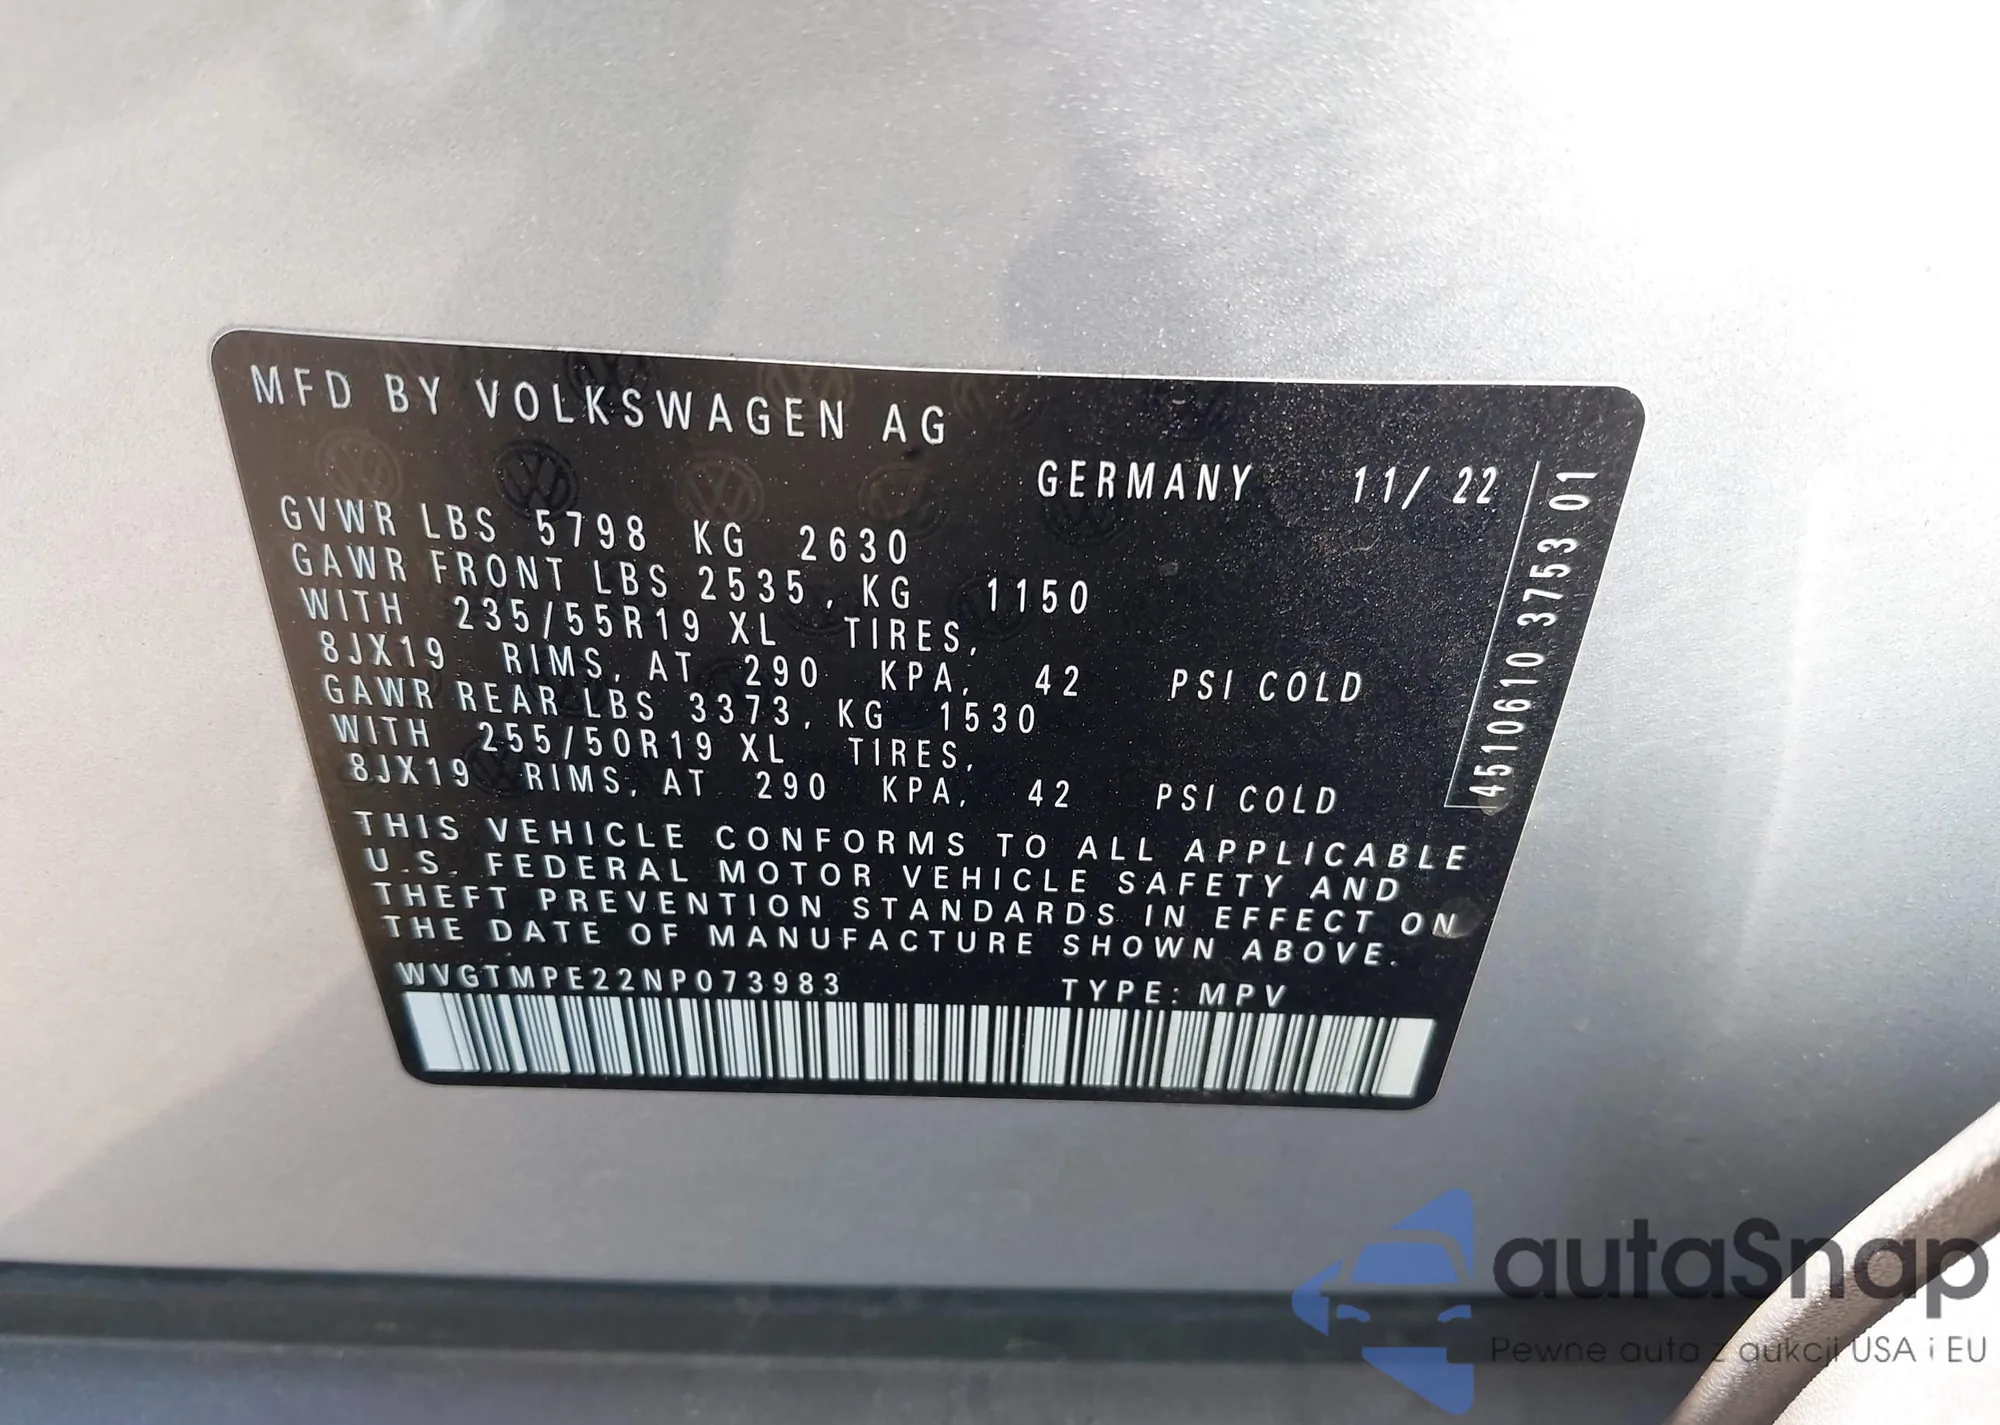 MFD BY VOLKSWAGEN AG
GERMANY 11/ 22
GVWR LBS 5798 KG 2630
GAWR FRONT LBS 2535, KG 1150
WITH 235/55R19 XL TIRES,
8JX19 RIMS, AT 290 KPA, 42 PSI COLD
GAWR REAR LBS 3373, KG 1530
WITH 255/50R19 XL TIRES,
8JX19 RIMS, AT 290 KPA, 42 PSI COLD
THIS VEHICLE CONFORMS TO ALL APPLICABLE
U.S. FEDERAL MOTOR VEHICLE SAFETY AND
THEFT PREVENTION STANDARDS IN EFFECT ON
THE DATE OF MANUFACTURE SHOWN ABOVE.
WVGTMPE22NP073983 TYPE: MPV
4510610 3753 01
autaSnap
Pewne auta z aukcji USA i EU